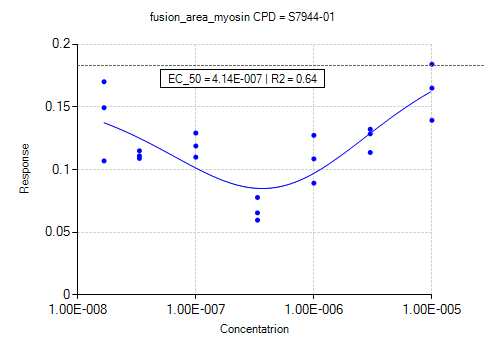 fusion_area_myosin CPD = S7944-01
0.2
EC_50 = 4.14E-007 | R2 = 0.64
0.15
Response
0.1
0.05
0
1.00E-008 1.00E-007 1.00E-006 1.00E-005
Concentatrion